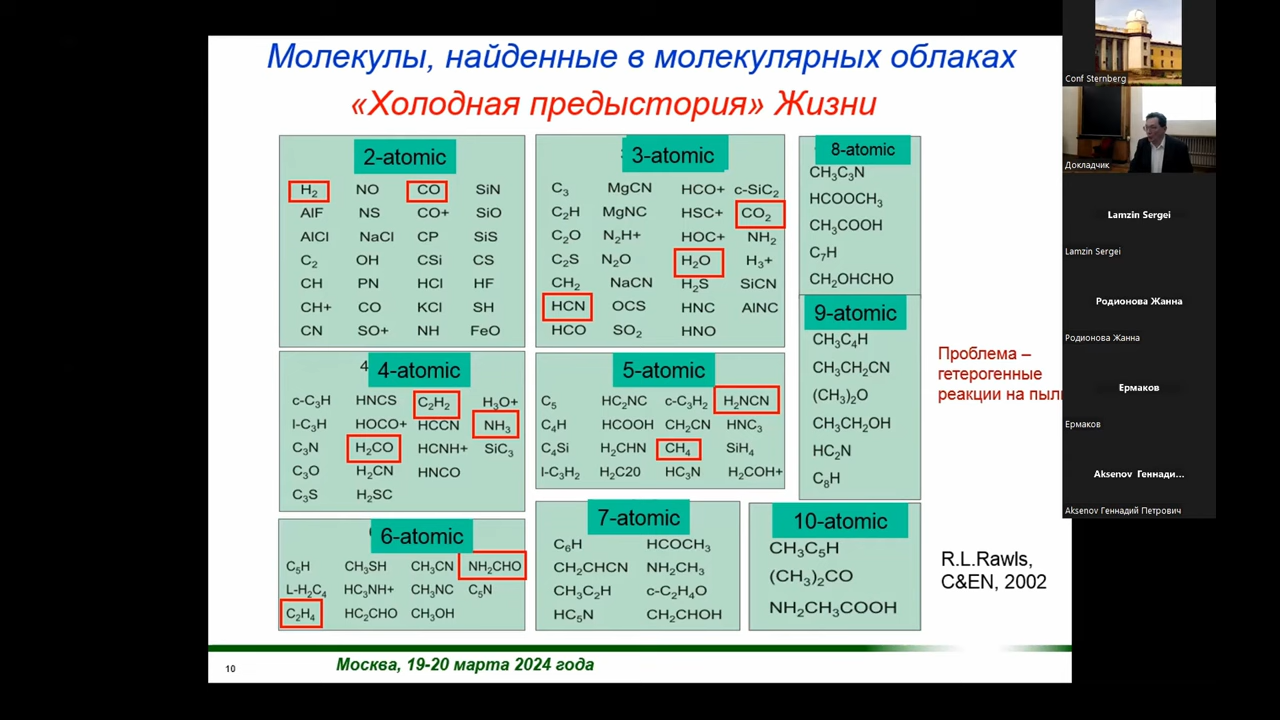 Молекулы, найденные в молекулярных облаках
«Холодная предыстория» Жизни
2-atomic
H₂ NO CO SiN
AlF NS CO+ SiO
AlCl NaCl CP SiS
C₂ OH CSi CS
CH PN HCl HF
CH+ CO KCl SH
CN SO+ NH FeO
3-atomic
C₃ MgCN HCO+ c-SiC₂
C₂H MgNC HSC+ CO₂
C₂O N₂H+ HOC+ NH₂
C₂S N₂O H₂O H₃+
CH₂ NaCN H₂S SiCN
HCN OCS HNC AlNC
HCO SO₂ HNO
8-atomic
CH₃C₃N
HCOOCH₃
CH₃COOH
C₇H
CH₂OHCHO
4 4-atomic
c-C₃H HNCS C₂H₂ H₃O+
l-C₃H HOCO+ HCCN NH₃
C₃N H₂CO HCNH+ SiC₃
C₃O H₂CN HNCO
C₃S H₂SC
5-atomic
C₅ HC₂NC c-C₃H₂ H₂NCN
C₄H HCOOH CH₂CN HNC₃
C₄Si H₂CHN CH₄ SiH₄
l-C₃H₂ H₂C20 HC₃N H₂COH+
9-atomic
CH₃C₄H
CH₃CH₂CN
(CH₃)₂O
CH₃CH₂OH
HC₂N
C₈H
Проблема –
гетерогенные
реакции на пыли
6-atomic
C₅H CH₃SH CH₃CN NH₂CHO
L-H₂C₄ HC₃NH+ CH₃NC C₅N
C₂H₄ HC₂CHO CH₃OH
7-atomic
C₆H HCOCH₃
CH₂CHCN NH₂CH₃
CH₃C₂H c-C₂H₄O
HC₅N CH₂CHOH
10-atomic
CH₃C₅H
(CH₃)₂CO
NH₂CH₃COOH
R.L.Rawls,
C&EN, 2002
10
Москва, 19-20 марта 2024 года
Conf Sternberg
Докладчик
Lamzin Sergei
Lamzin Sergei
Родионова Жанна
Родионова Жанна
Ермаков
Ермаков
Aksenov Геннади...
Aksenov Геннадий Петрович